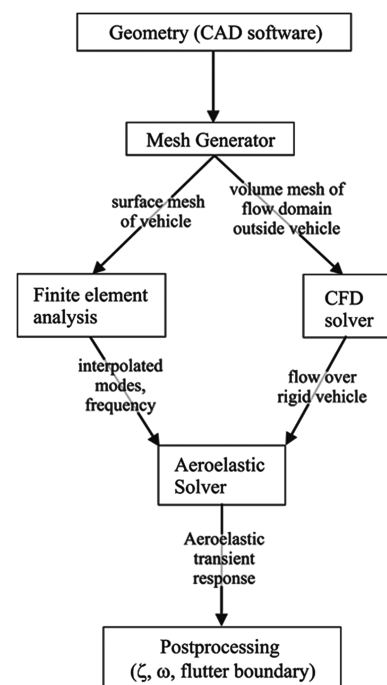 Geometry (CAD software)
Mesh Generator
surface mesh
of vehicle
volume mesh of
flow domain
outside vehicle
Finite element
analysis
CFD
solver
interpolated
modes,
frequency
flow over
rigid vehicle
Aeroelastic
Solver
Aeroelastic
transient
response
Postprocessing
(ζ, ω, flutter boundary)